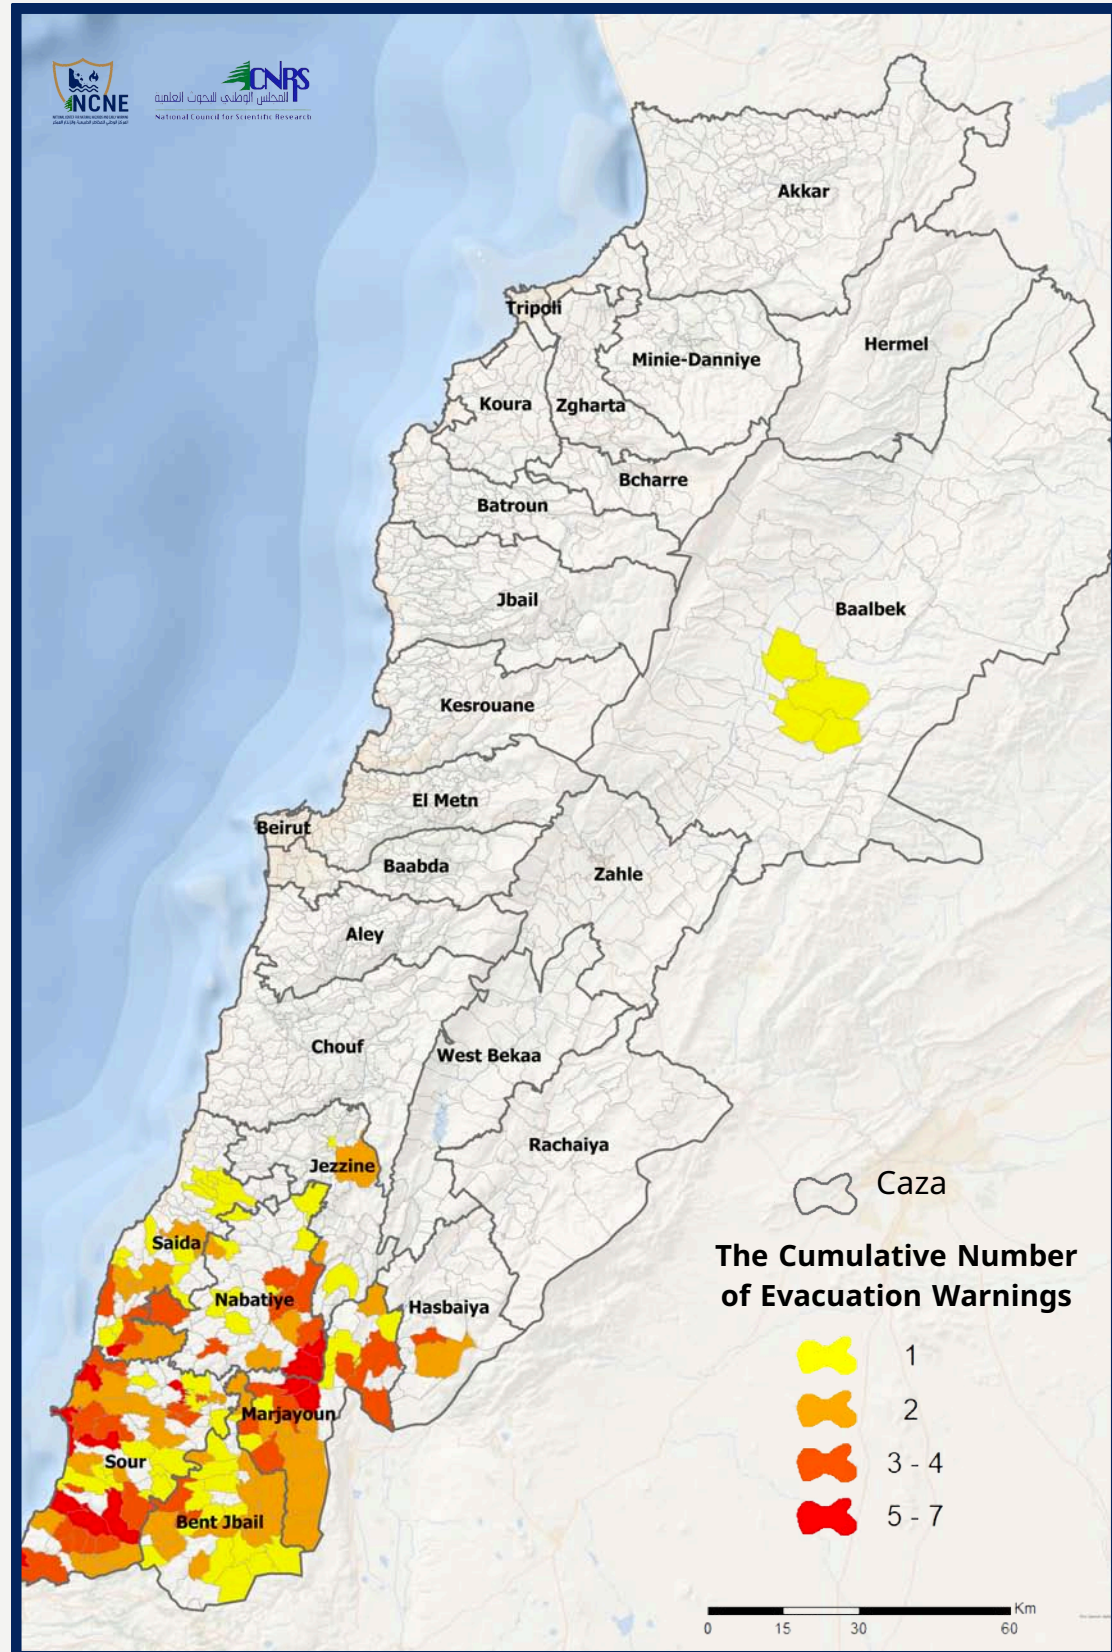 NCNE
CNRS
المجلس الوطني للبحوث العلمية
National Council for Scientific Research
Akkar
Tripoli
Hermel
Minie-Danniye
Koura
Zgharta
Bcharre
Batroun
Jbail
Baalbek
Kesrouane
El Metn
Beirut
Baabda
Zahle
Aley
Chouf
West Bekaa
Rachaiya
Jezzine
Caza
Saida
The Cumulative Number
of Evacuation Warnings
Nabatiye
Hasbaiya
1
2
Marjayoun
Sour
3 - 4
Bent Jbail
5 - 7
Km
0 15 30 60